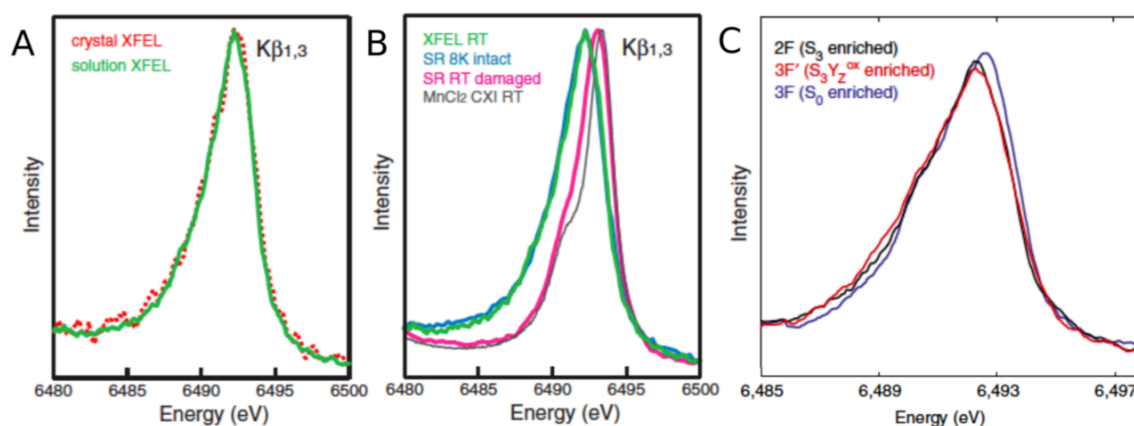 A
crystal XFEL
solution XFEL
Kβ1,3
Intensity
6480 6485 6490 6495 6500
Energy (eV)
B
XFEL RT
SR 8K intact
SR RT damaged
MnCl₂ CXI RT
Kβ1,3
Intensity
6480 6485 6490 6495 6500
Energy (eV)
C
2F (S₃ enriched)
3F′ (S₃Y_Z^ox enriched)
3F (S₀ enriched)
Intensity
6,485 6,489 6,493 6,497
Energy (eV)